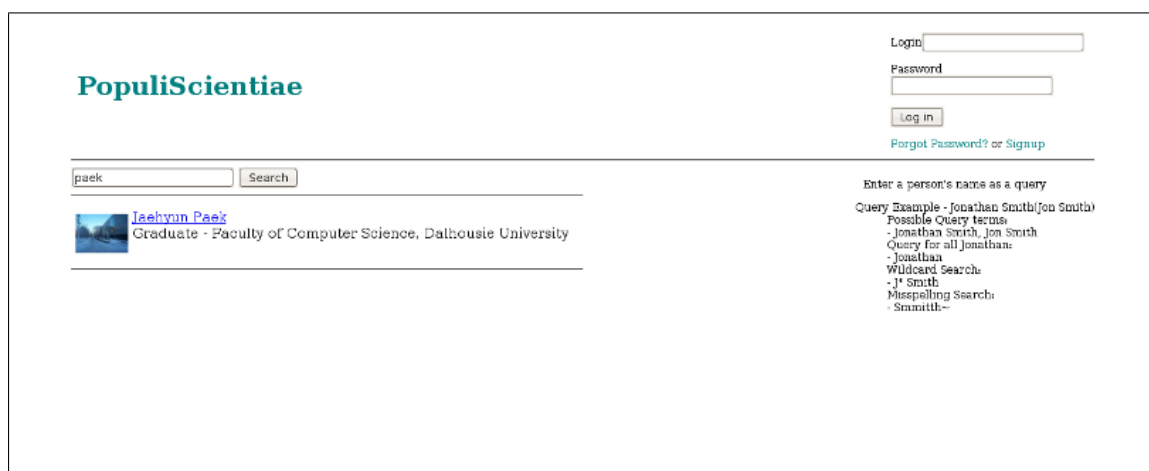 Login
PopuliScientiae
Password
Log in
Forgot Password? or Signup
paek
Search
Enter a person's name as a query
Jaehyun Paek
Graduate - Faculty of Computer Science, Dalhousie University
Query Example - Jonathan Smith(Jon Smith)
Possible Query terms:
- Jonathan Smith, Jon Smith
Query for all Jonathan:
- Jonathan
Wildcard Search:
- J* Smith
Misspelling Search:
- Smmitth~